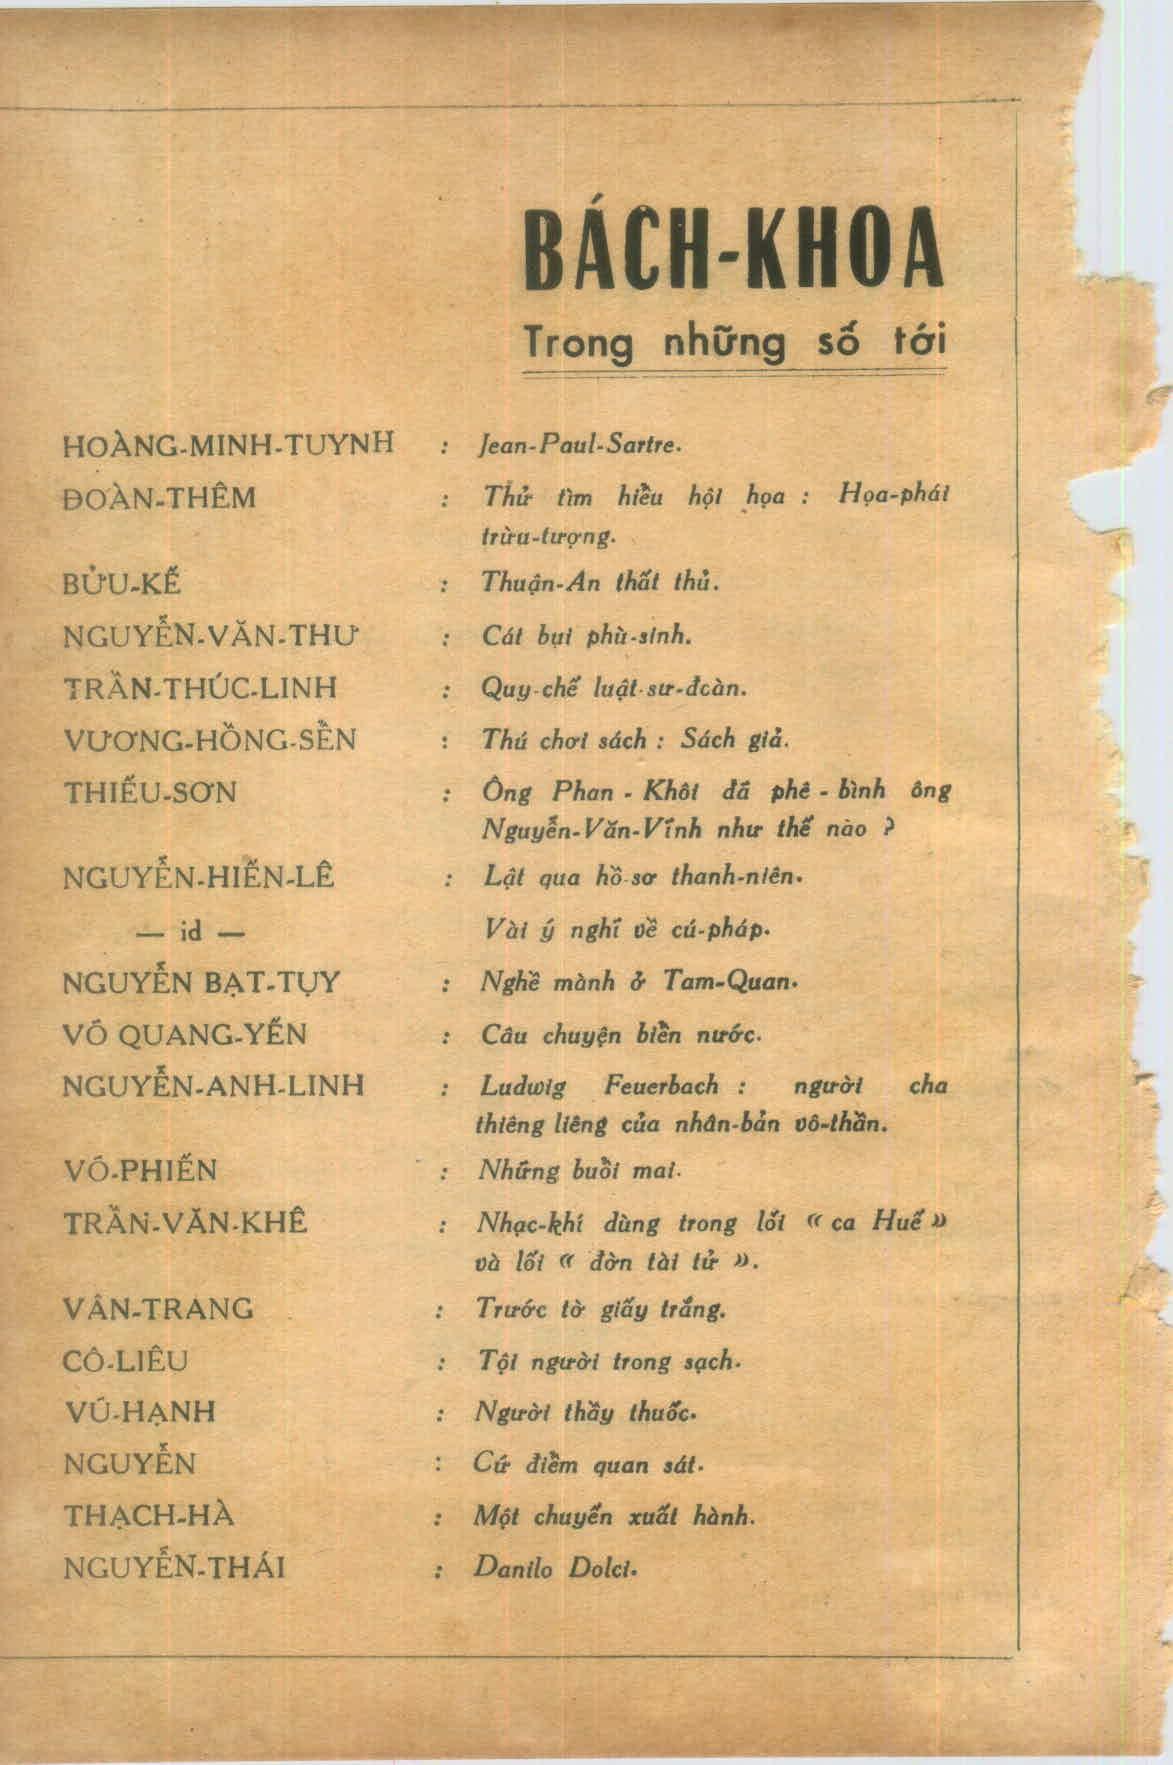 BÁCH-KHOA
Trong những số tới
HOÀNG-MINH-TUYNH : Jean-Paul-Sartre.
ĐOÀN-THÊM : Thử tìm hiểu hội họa : Họa-phái
trừu-tượng.
BỬU-KẾ : Thuận-An thất thủ.
NGUYỄN-VĂN-THƯ : Cát bụi phù-sinh.
TRẦN-THÚC-LINH : Quy-chế luật-sư-đoàn.
VƯƠNG-HỒNG-SỀN : Thú chơi sách : Sách giả.
THIẾU-SƠN : Ông Phan - Khôi đã phê - bình ông
Nguyễn-Văn-Vĩnh như thế nào ?
NGUYỄN-HIẾN-LÊ : Lật qua hồ-sơ thanh-niên.
— id — Vài ý nghĩ về cú-pháp.
NGUYỄN BẠT-TỤY : Nghề mành ở Tam-Quan.
VÕ QUANG-YẾN : Câu chuyện biển nước.
NGUYỄN-ANH-LINH : Ludwig Feuerbach : người cha
thiêng liêng của nhân-bản vô-thần.
VÕ-PHIẾN : Những buổi mai.
TRẦN-VĂN-KHÊ : Nhạc-khí dùng trong lối « ca Huế »
và lối « đờn tài tử ».
VÂN-TRANG : Trước tờ giấy trắng.
CÔ-LIÊU : Tội người trong sạch.
VŨ-HẠNH : Người thầy thuốc.
NGUYỄN : Cứ điểm quan sát.
THẠCH-HÀ : Một chuyến xuất hành.
NGUYỄN-THÁI : Danilo Dolci.